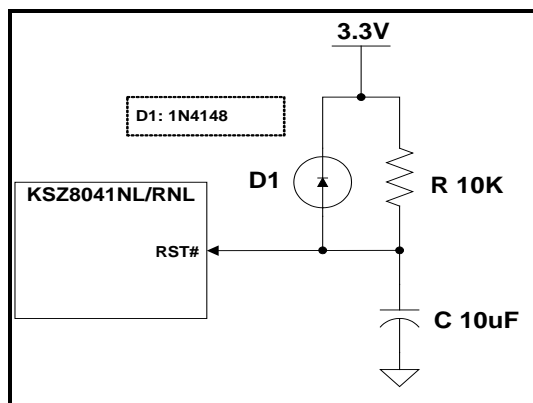 3.3V
D1: 1N4148
D1
R 10K
KSZ8041NL/RNL
RST#
C 10uF